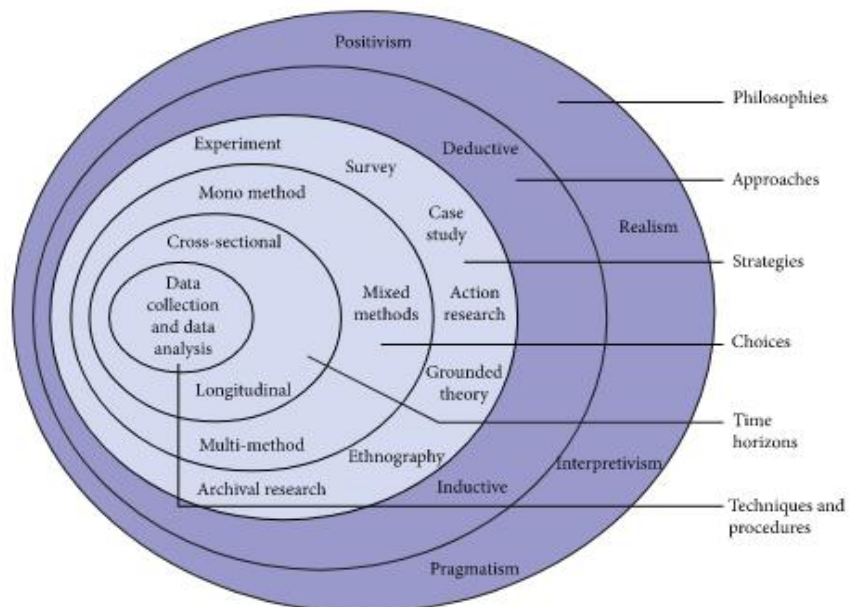 Positivism
Philosophies
Experiment
Deductive
Survey
Approaches
Mono method
Case
study
Realism
Cross-sectional
Strategies
Data
collection
and data
analysis
Mixed
methods
Action
research
Choices
Longitudinal
Grounded
theory
Time
horizons
Multi-method
Ethnography
Interpretivism
Archival research
Inductive
Techniques and
procedures
Pragmatism